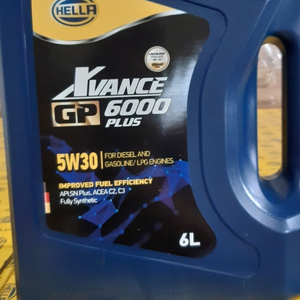 HELLA
XVANCE
GP 6000
PLUS
5W30
FOR DIESEL AND
GASOLINE/ LPG ENGINES
IMPROVED FUEL EFFICIENCY
API SN Plus, ACEA C2, C3
Fully Synthetic
6L